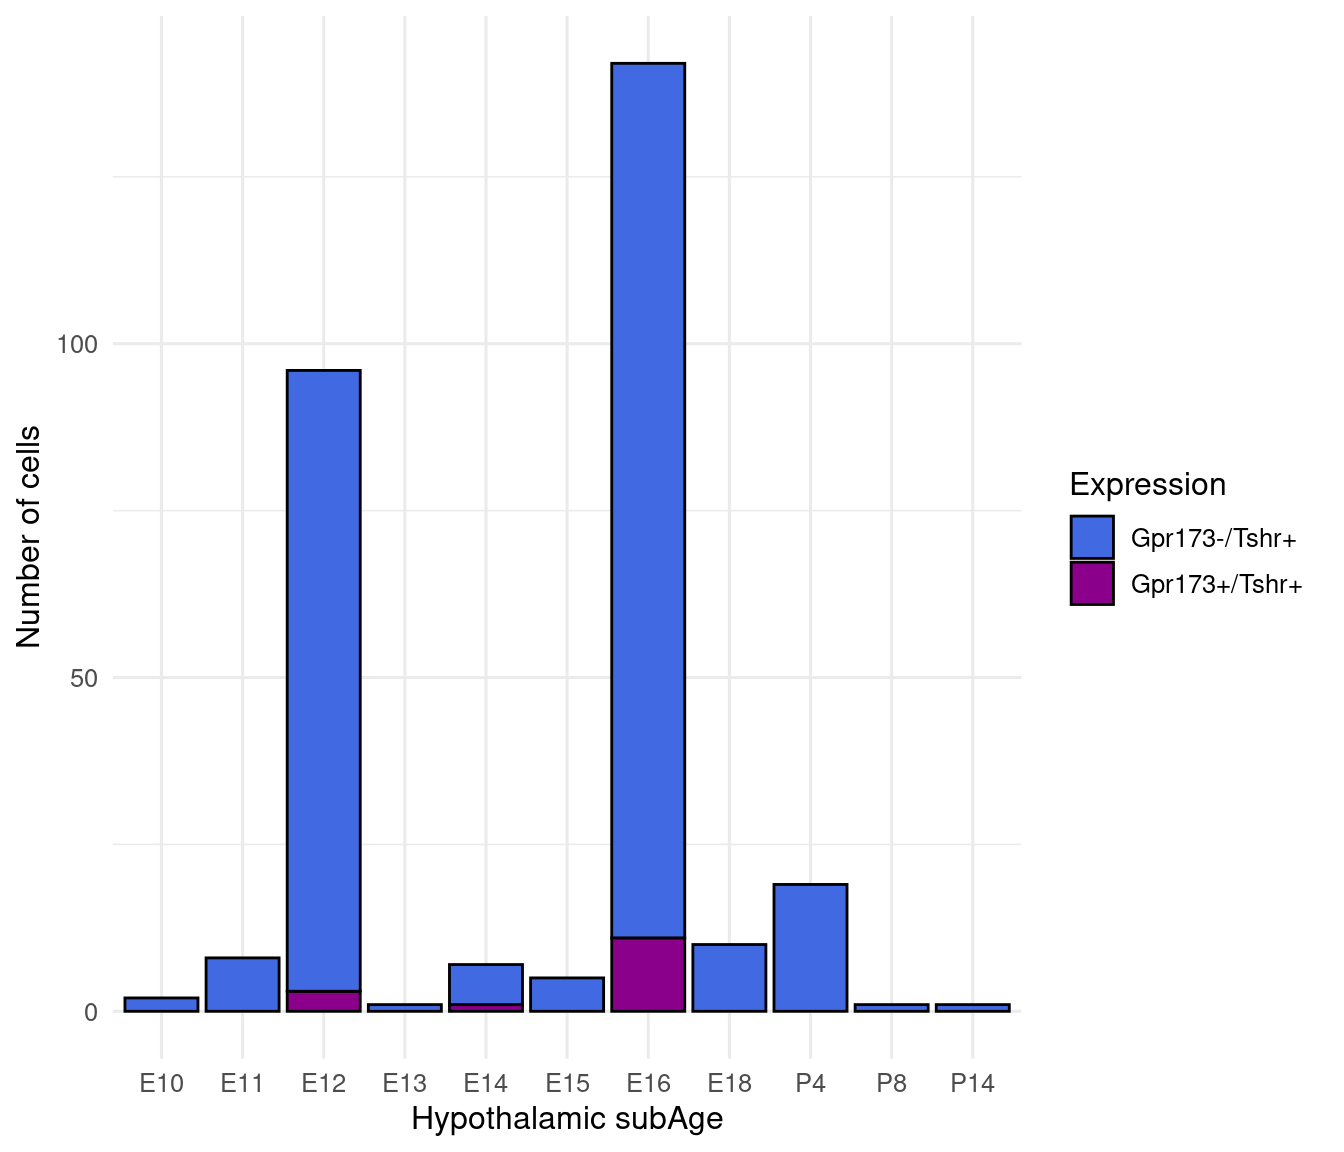 100
50
0
Number of cells
E10 E11 E12 E13 E14 E15 E16 E18 P4 P8 P14
Hypothalamic subAge
Expression
Gpr173-/Tshr+
Gpr173+/Tshr+